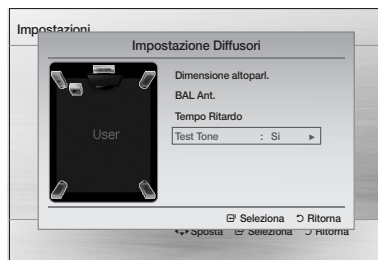 Impostazioni
Impostazione Diffusori
Dimensione altoparl.
BAL Ant.
Tempo Ritardo
Test Tone : Si
User
Seleziona Ritorna
Sposta Seleziona Ritorna